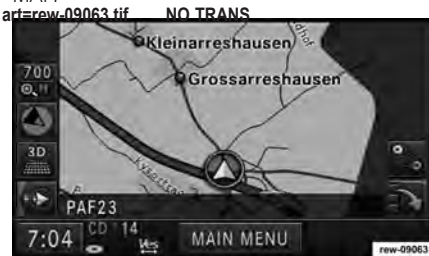 art=rew-09063.tif NO TRANS
Kleinarreshausen
700
Grossarreshausen
3D
PAF23
7:04 CD 14 MAIN MENU
rew-09063